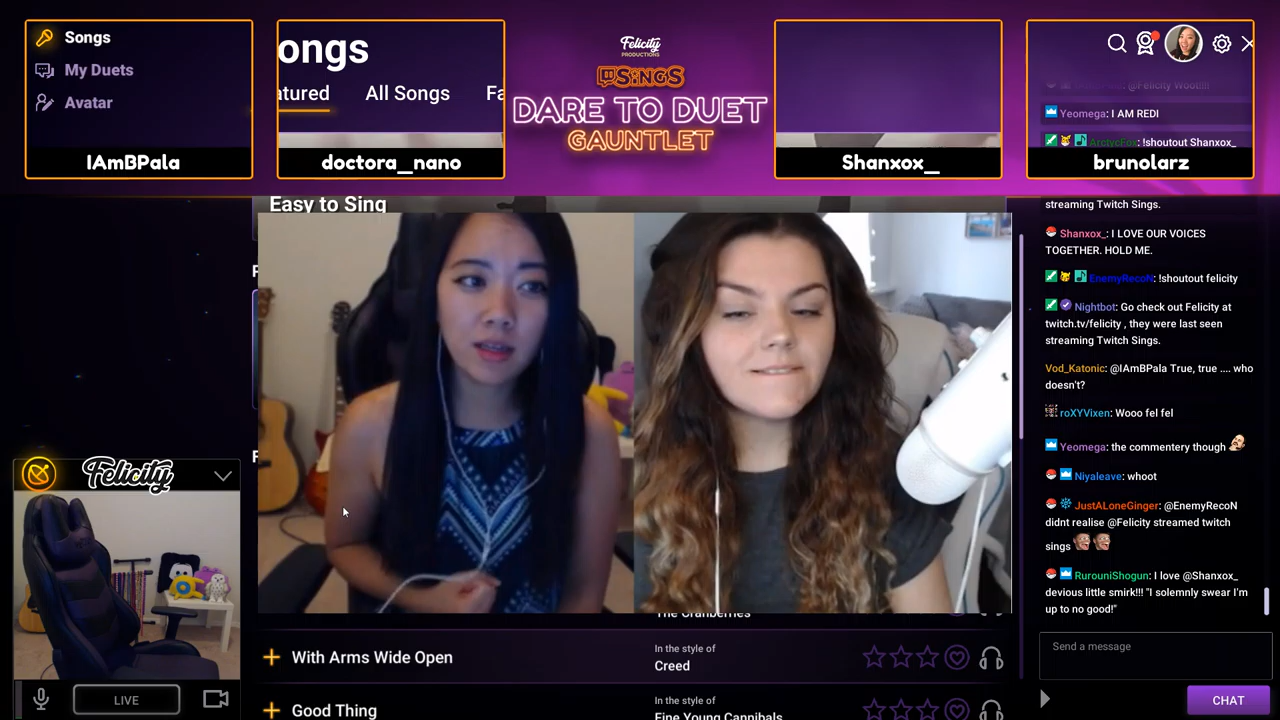 Songs
My Duets
Avatar
IAmBPala
ongs
atured
All Songs
Fa
doctora__nano
Felicity
PRODUCTIONS
SINGS
DARE TO DUET
GAUNTLET
Shanxox_
@Felicity Woot!!!
Yeomega: I AM REDI
ArctycFox: !shoutout Shanxox_
brunolarz
Easy to Sing
streaming Twitch Sings.
Shanxox_: I LOVE OUR VOICES
TOGETHER. HOLD ME.
EnemyRecoN: !shoutout felicity
Nightbot: Go check out Felicity at
twitch.tv/felicity , they were last seen
streaming Twitch Sings.
Vod_Katonic: @IAmBPala True, true .... who
doesn't?
roXYVixen: Wooo fel fel
Yeomega: the commentery though
Niyaleave: whoot
JustALoneGinger: @EnemyRecoN
didnt realise @Felicity streamed twitch
sings
RurouniShogun: I love @Shanxox_
devious little smirk!!! "I solemnly swear I'm
up to no good!"
Send a message
CHAT
Felicity
LIVE
The Cranberries
With Arms Wide Open
In the style of
Creed
Good Thing
In the style of
Fine Young Cannibals